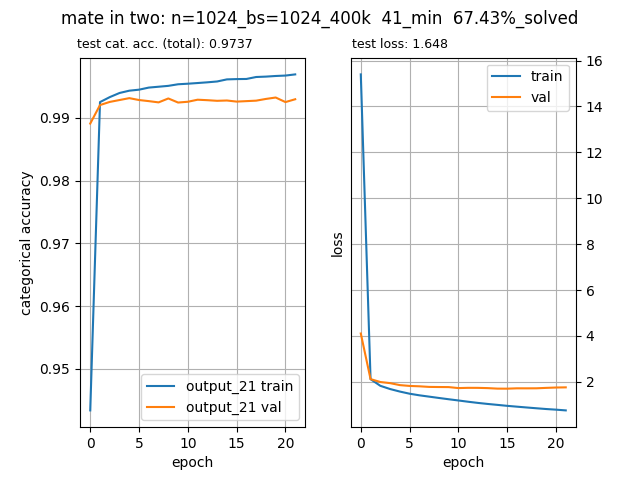 mate in two: n=1024_bs=1024_400k  41_min  67.43%_solved
test cat. acc. (total): 0.9737
test loss: 1.648
categorical accuracy
0.99
0.98
0.97
0.96
0.95
output_21 train
output_21 val
0 5 10 15 20
epoch
loss
train
val
16
14
12
10
8
6
4
2
0 5 10 15 20
epoch